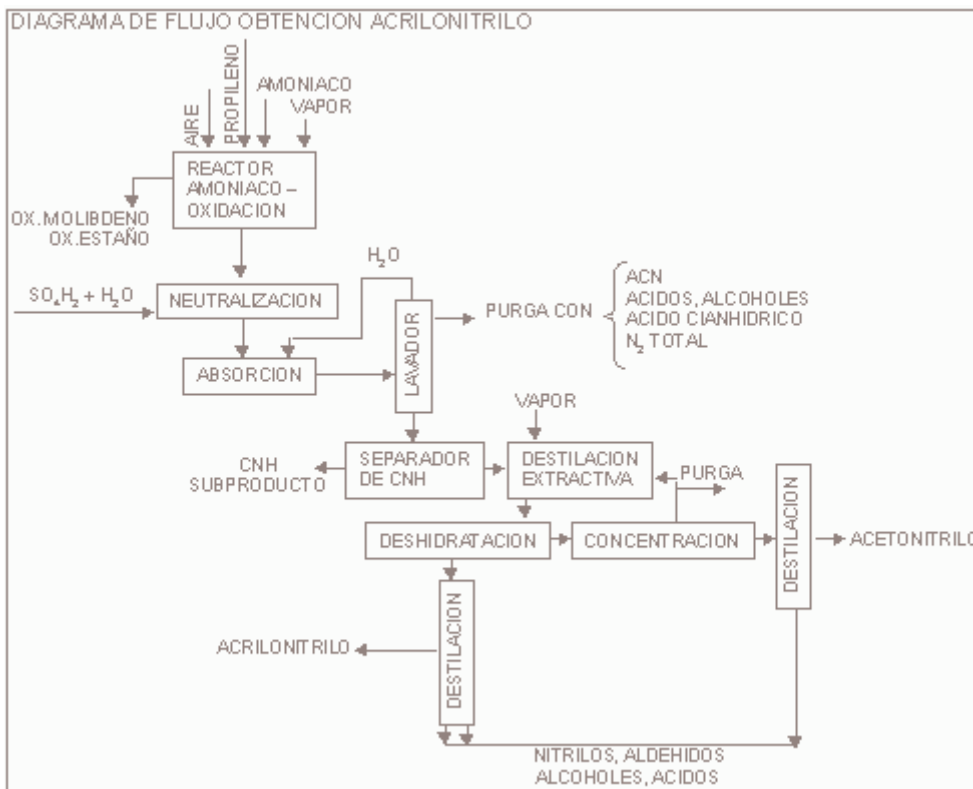 DIAGRAMA DE FLUJO OBTENCION ACRILONITRILO
AIRE
PROPILENO
AMONIACO
VAPOR
REACTOR
AMONIACO –
OXIDACION
OX.MOLIBDENO
OX.ESTAÑO
H₂O
SO₄H₂ + H₂O
NEUTRALIZACION
LAVADOR
PURGA CON
ACN
ACIDOS, ALCOHOLES
ACIDO CIANHIDRICO
N₂ TOTAL
ABSORCION
VAPOR
CNH
SUBPRODUCTO
SEPARADOR
DE CNH
DESTILACION
EXTRACTIVA
PURGA
DESTILACION
DESHIDRATACION
CONCENTRACION
ACETONITRILO
ACRILONITRILO
DESTILACION
NITRILOS, ALDEHIDOS
ALCOHOLES, ACIDOS